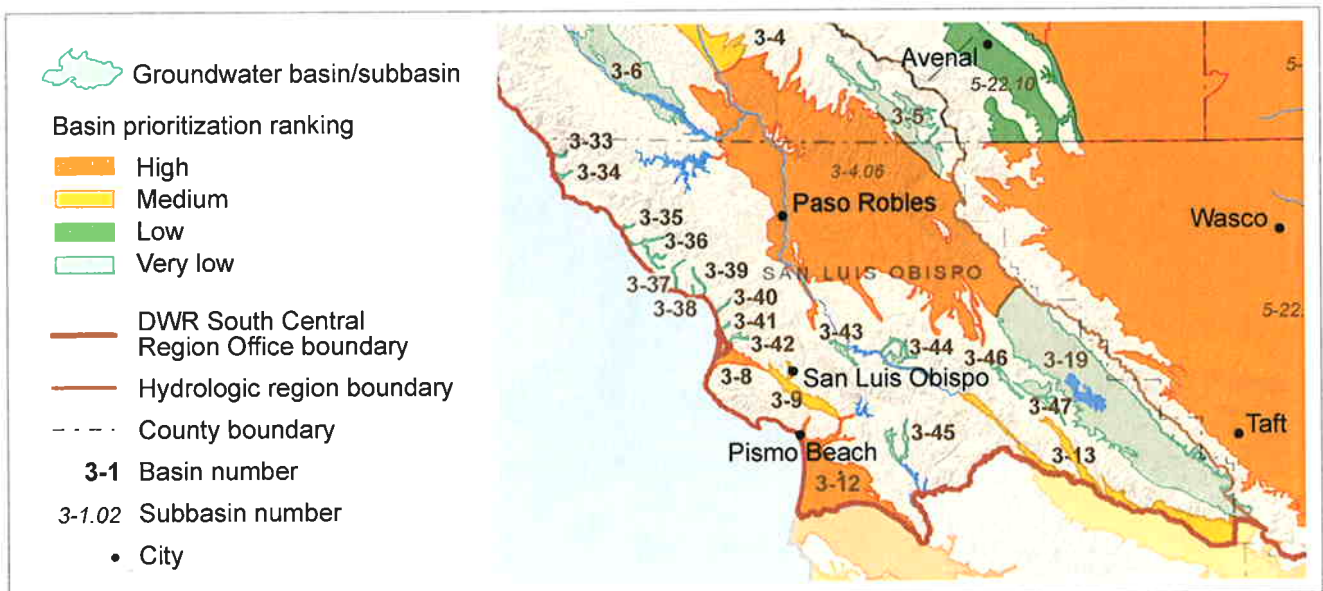 Groundwater basin/subbasin
Basin prioritization ranking
High
Medium
Low
Very low
DWR South Central
Region Office boundary
Hydrologic region boundary
County boundary
3-1 Basin number
3-1.02 Subbasin number
City
3-4
Avenal
3-6
5-22.10
5-
3-5
3-33
3-34
3-4.06
Paso Robles
Wasco
3-35
3-36
3-39
SAN LUIS OBISPO
3-37
3-38
3-40
5-22.
3-41
3-43
3-42
3-44
3-46
3-19
3-8
San Luis Obispo
3-9
3-47
Taft
3-45
Pismo Beach
3-13
3-12